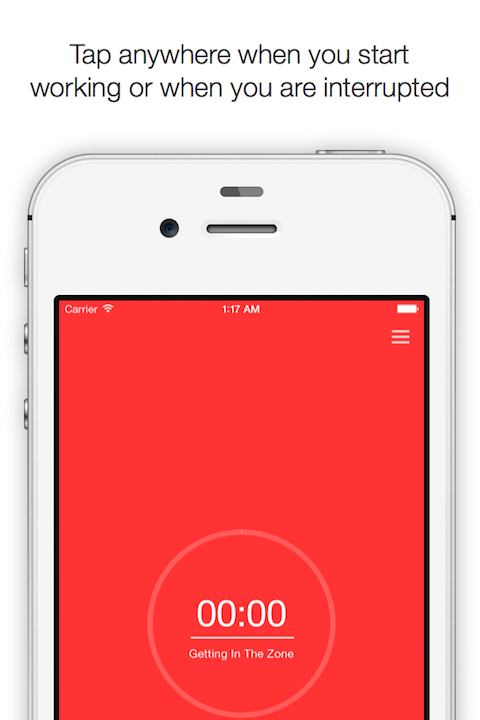 Tap anywhere when you start
working or when you are interrupted
Carrier 1:17 AM
00:00
Getting In The Zone